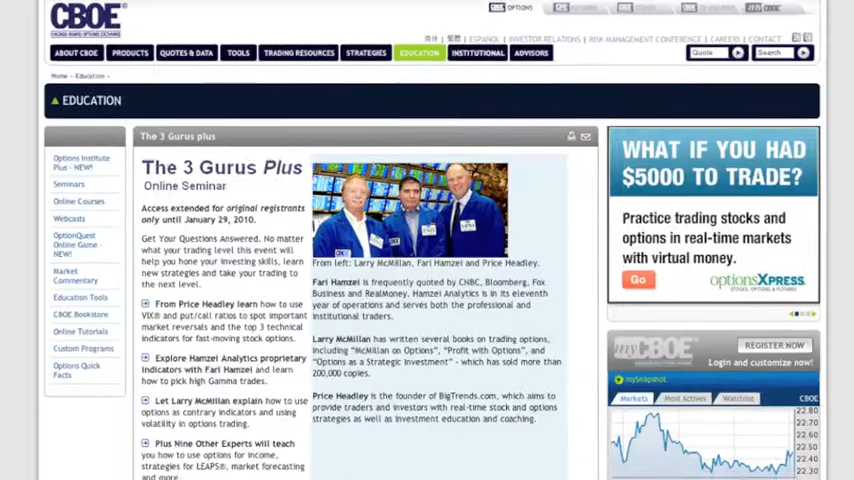 CBOE
CHICAGO BOARD OPTIONS EXCHANGE
OPTIONS
CBOE
ESPAÑOL | INVESTOR RELATIONS | RISK MANAGEMENT CONFERENCE | CAREERS | CONTACT
ABOUT CBOE PRODUCTS QUOTES & DATA TOOLS TRADING RESOURCES STRATEGIES EDUCATION INSTITUTIONAL ADVISORS
Quote Search
Home - Education -
EDUCATION
Options Institute
Plus - NEW!
Seminars
Online Courses
Webcasts
OptionQuest
Online Game -
NEW!
Market
Commentary
Education Tools
CBOE Bookstore
Online Tutorials
Custom Programs
Options Quick
Facts
The 3 Gurus plus
The 3 Gurus Plus
Online Seminar
Access extended for original registrants
only until January 29, 2010.
Get Your Questions Answered. No matter
what your trading level this event will
help you hone your investing skills, learn
new strategies and take your trading to
the next level.
From Price Headley learn how to use
VIX® and put/call ratios to spot important
market reversals and the top 3 technical
indicators for fast-moving stock options.
Explore Hamzei Analytics proprietary
indicators with Fari Hamzei and learn
how to pick high Gamma trades.
Let Larry McMillan explain how to use
options as contrary indicators and using
volatility in options trading.
Plus Nine Other Experts will teach
you how to use options for income,
strategies for LEAPS®, market forecasting
and more.
From left: Larry McMillan, Fari Hamzei and Price Headley.
Fari Hamzei is frequently quoted by CNBC, Bloomberg, Fox
Business and RealMoney. Hamzei Analytics is in its eleventh
year of operations and serves both the professional and
institutional traders.
Larry McMillan has written several books on trading options,
including "McMillan on Options", "Profit with Options", and
"Options as a Strategic Investment" - which has sold more than
200,000 copies.
Price Headley is the founder of BigTrends.com, which aims to
provide traders and investors with real-time stock and options
strategies as well as investment education and coaching.
WHAT IF YOU HAD
$5000 TO TRADE?
Practice trading stocks and
options in real-time markets
with virtual money.
Go
optionsXpress
STOCK, OPTIONS & FUTURES
myCBOE
REGISTER NOW
Login and customize now!
mySnapshot
Markets Most Actives Watchlist CBOE
22.80
22.70
22.60
22.50
22.40
22.30